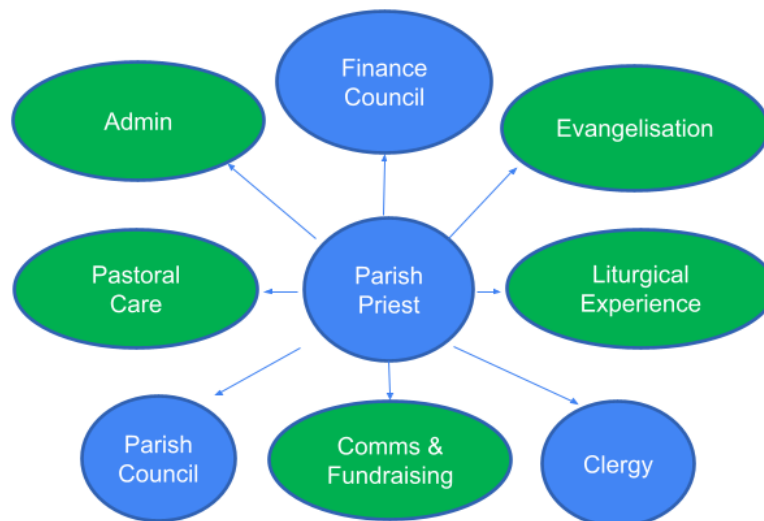 Finance
Council
Admin
Evangelisation
Pastoral
Care
Parish
Priest
Liturgical
Experience
Parish
Council
Comms &
Fundraising
Clergy